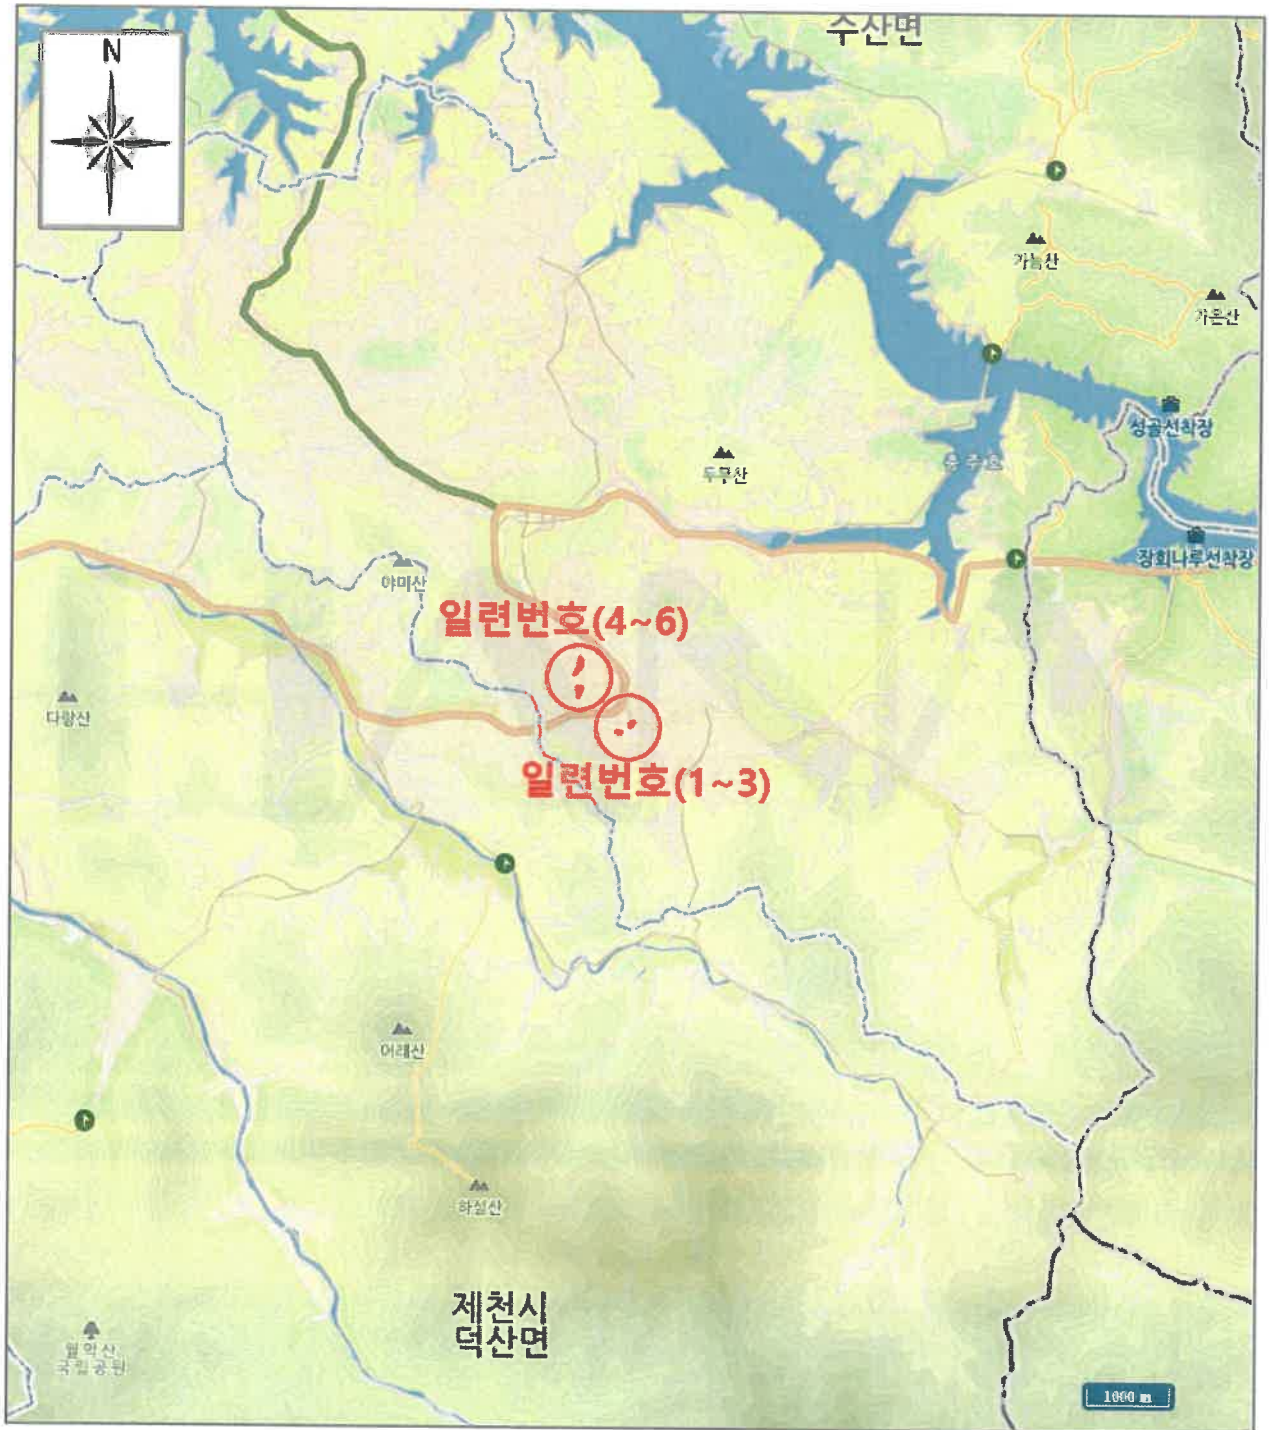 수산면
N
가늠산
가은산
성골선착장
충주호
두무산
장회나루선착장
야미산
일련번호(4~6)
다랑산
일련번호(1~3)
어래산
하설산
제천시
덕산면
월악산
국립공원
1000 m